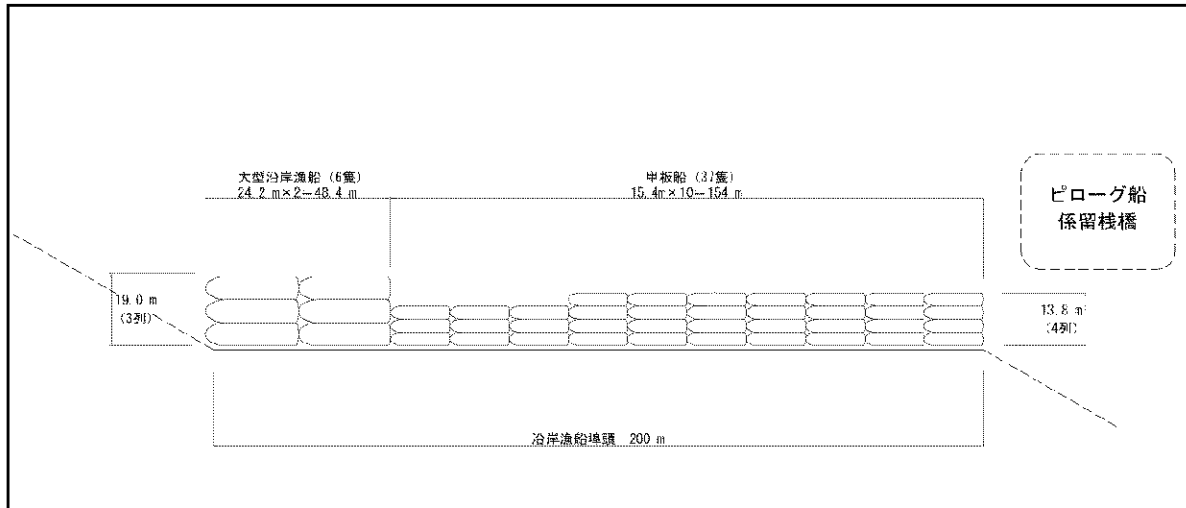 大型沿岸漁船 (6隻)
24.2 m×2=48.4 m
甲板船 (37隻)
15.4m×10=154 m
ピローグ船
係留桟橋
19.0 m
(3列)
13.8 m
(4列)
沿岸漁船埠頭 200 m